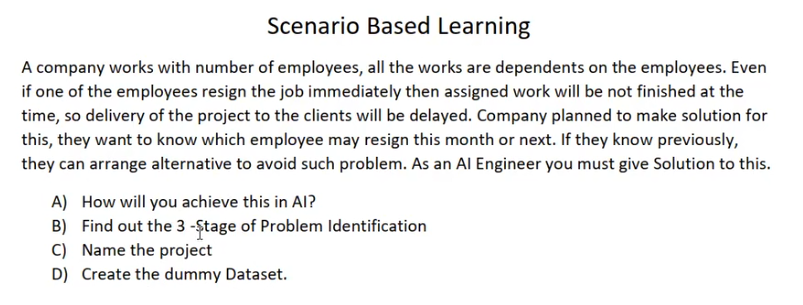 Scenario Based Learning
A company works with number of employees, all the works are dependents on the employees. Even
if one of the employees resign the job immediately then assigned work will be not finished at the
time, so delivery of the project to the clients will be delayed. Company planned to make solution for
this, they want to know which employee may resign this month or next. If they know previously,
they can arrange alternative to avoid such problem. As an AI Engineer you must give Solution to this.
A) How will you achieve this in AI?
B) Find out the 3 -Stage of Problem Identification
C) Name the project
D) Create the dummy Dataset.